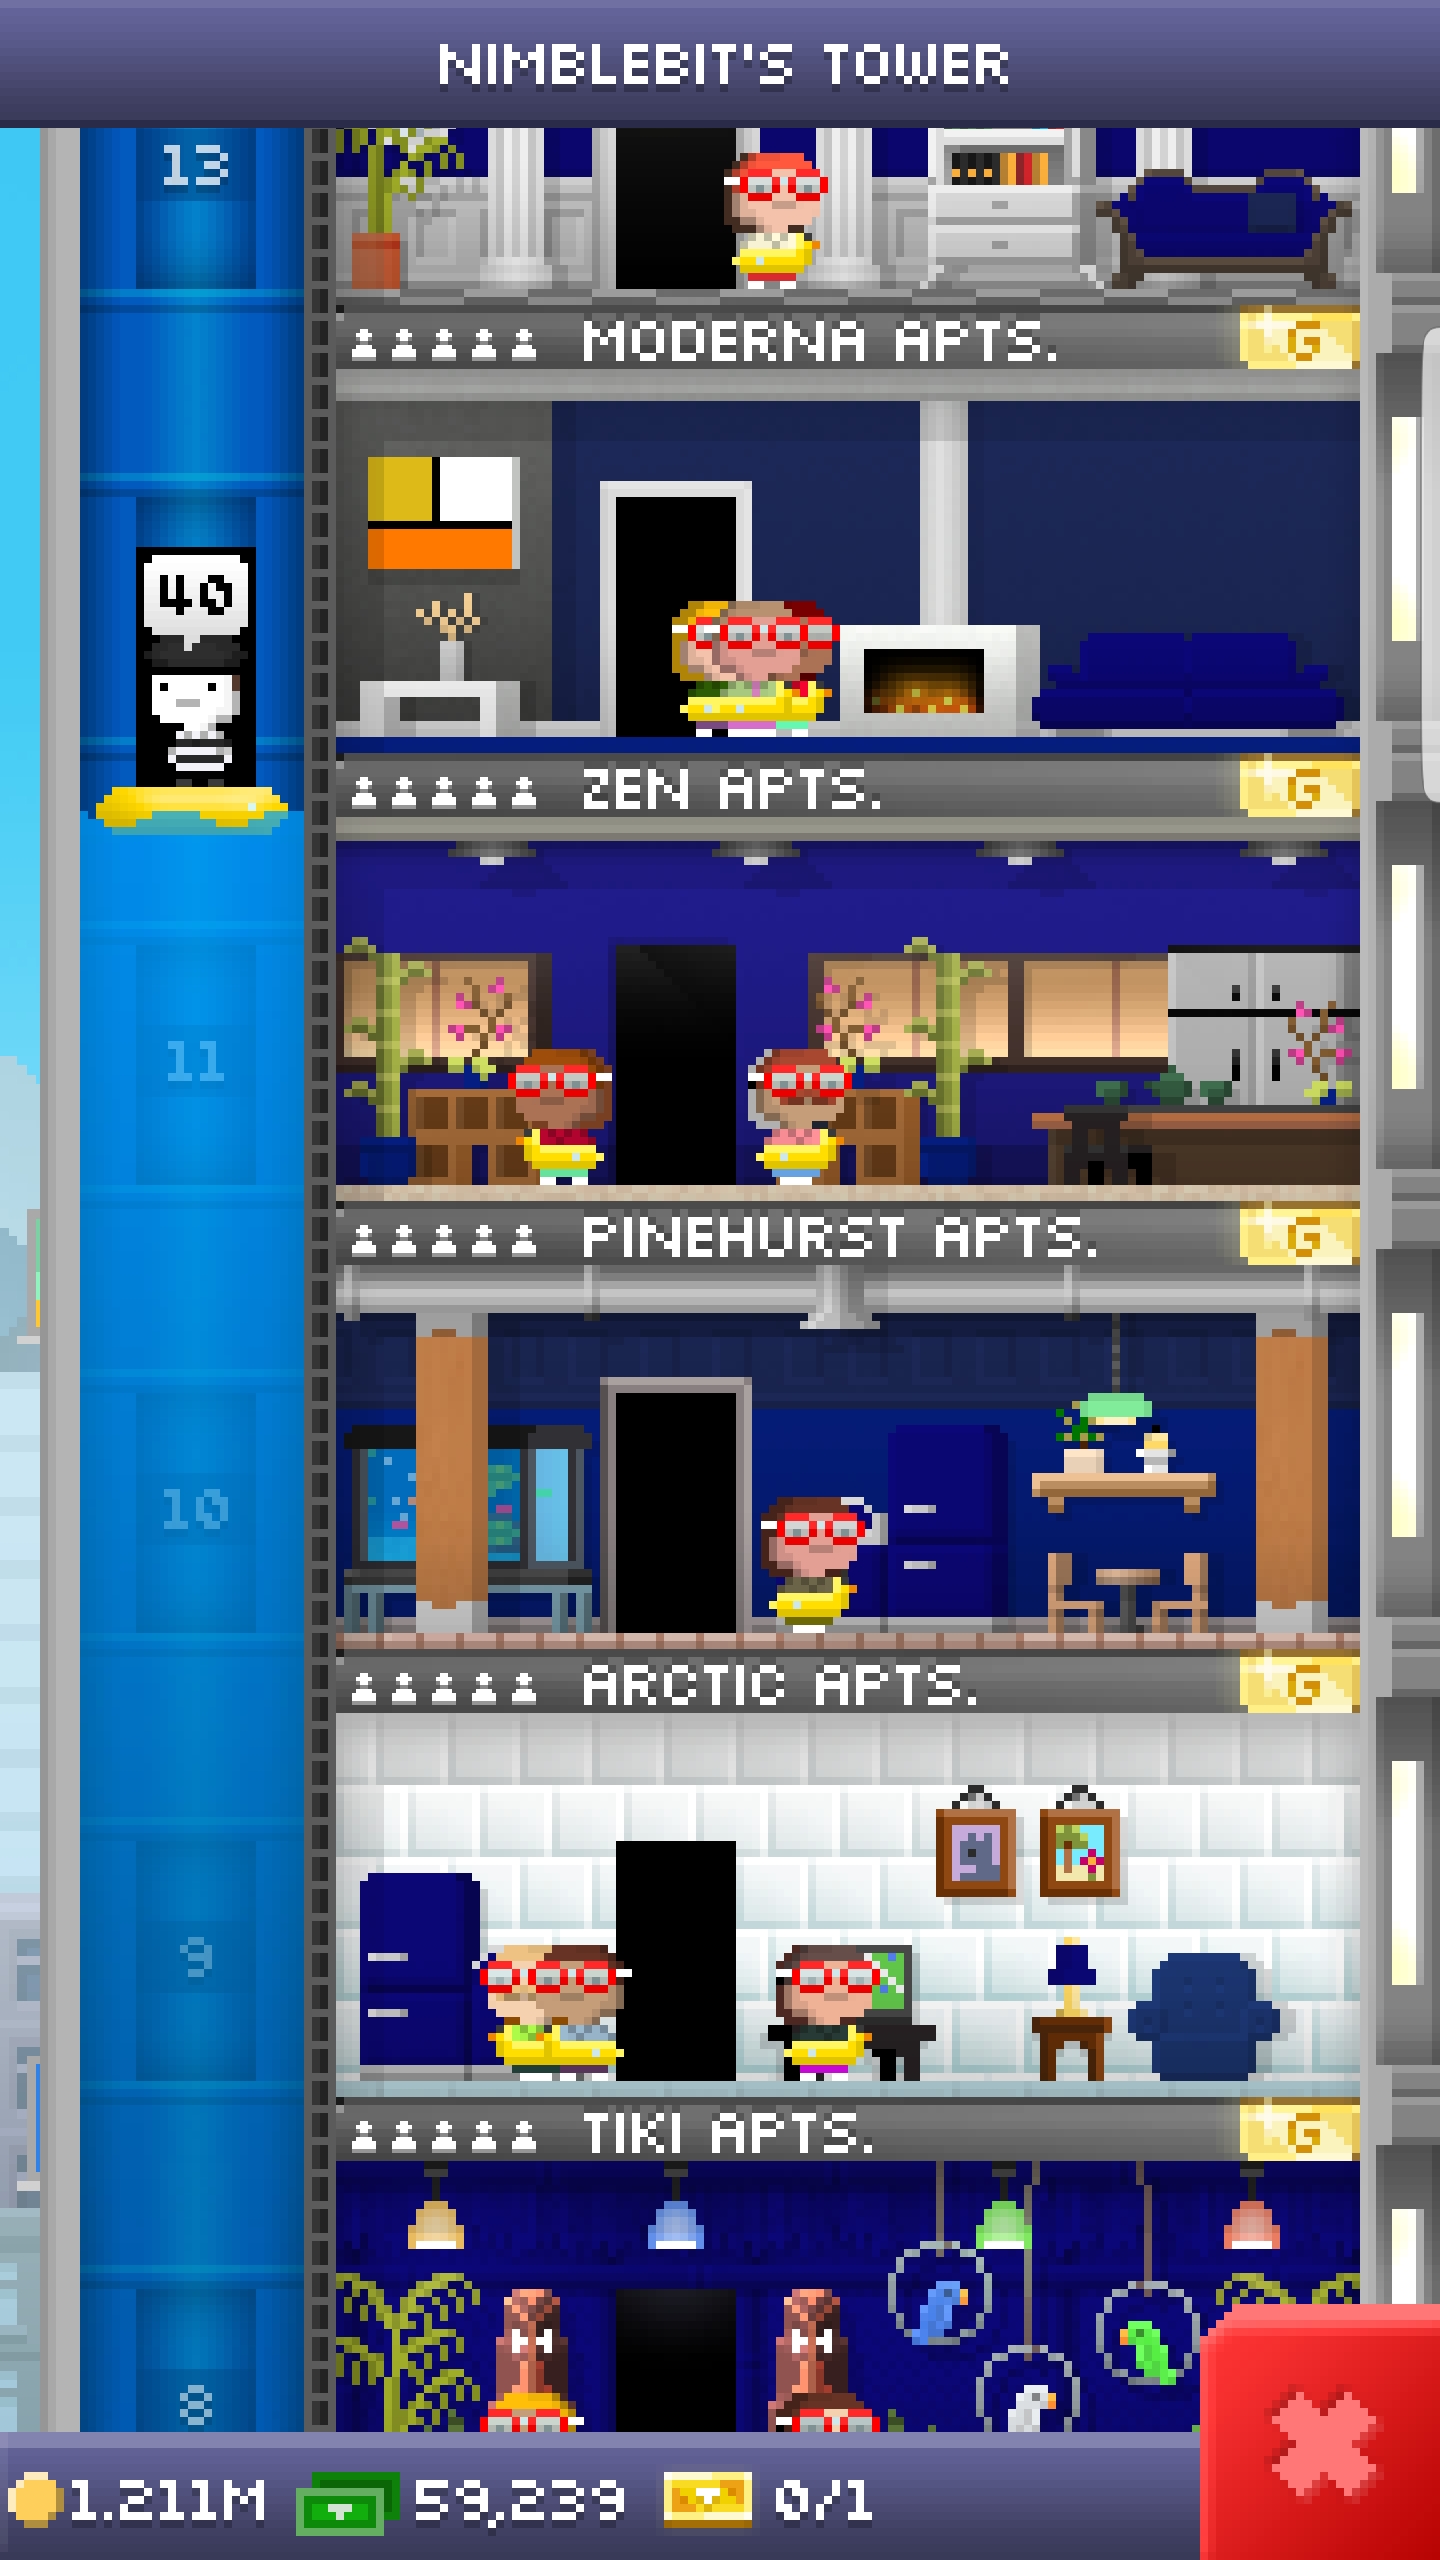 NIMBLEBIT'S TOWER
13
MODERNA APTS. G
40
ZEN APTS. G
11
PINEHURST APTS. G
10
ARCTIC APTS. G
9
TIKI APTS. G
8
1.211M 59,239 0/1